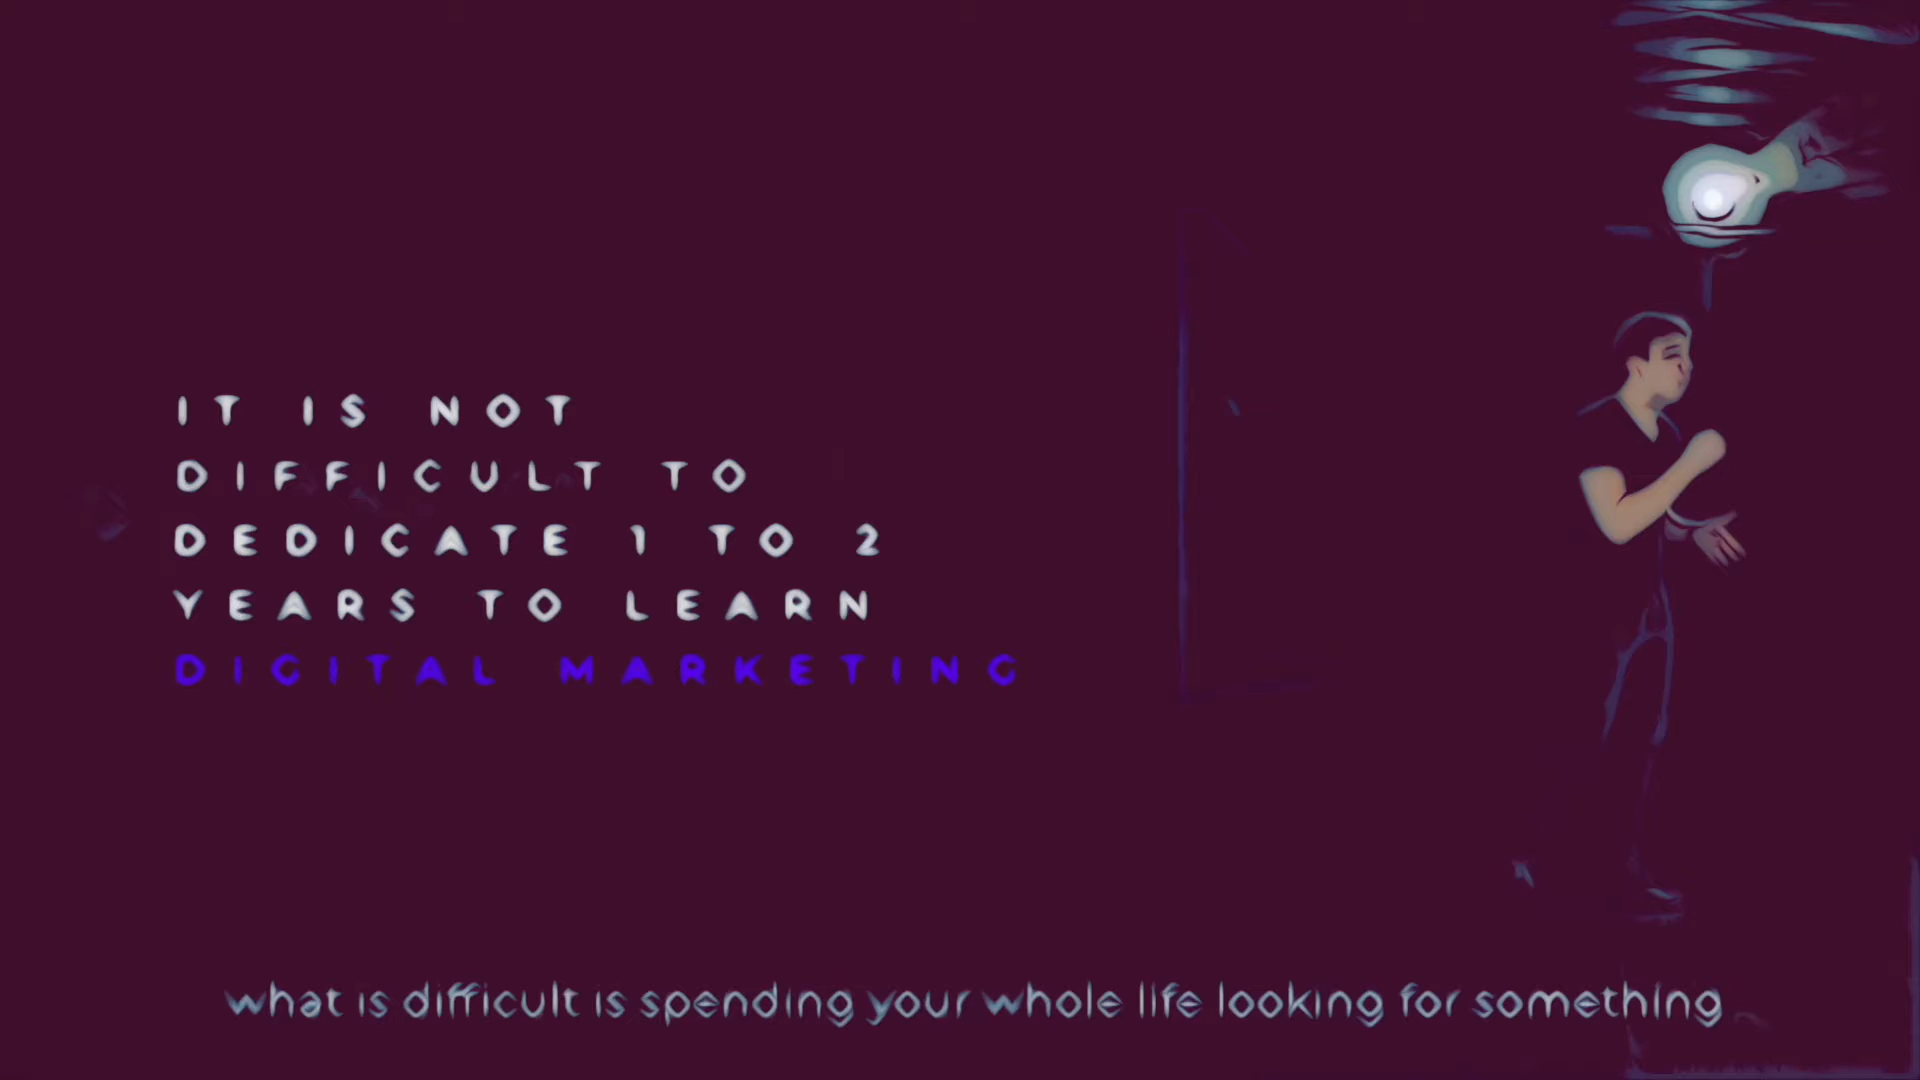 IT IS NOT
DIFFICULT TO
DEDICATE 1 TO 2
YEARS TO LEARN
DIGITAL MARKETING
what is difficult is spending your whole life looking for something